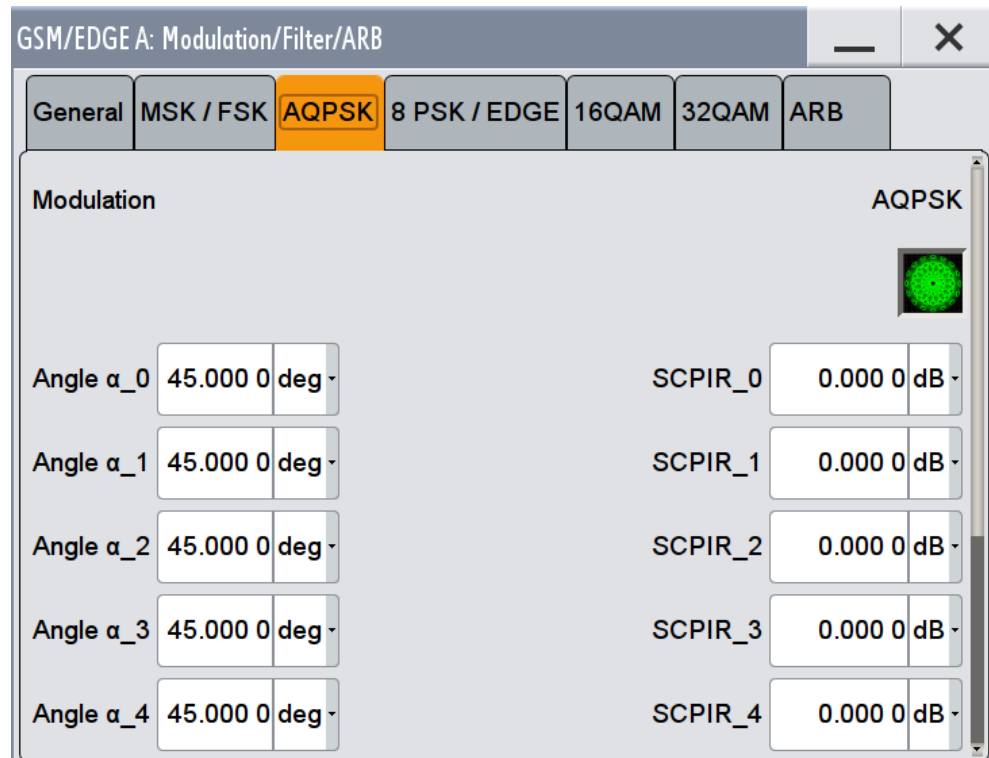 GSM/EDGE A: Modulation/Filter/ARB
General MSK / FSK AQPSK 8 PSK / EDGE 16QAM 32QAM ARB
Modulation AQPSK
Angle α_0 45.000 0 deg SCPIR_0 0.000 0 dB
Angle α_1 45.000 0 deg SCPIR_1 0.000 0 dB
Angle α_2 45.000 0 deg SCPIR_2 0.000 0 dB
Angle α_3 45.000 0 deg SCPIR_3 0.000 0 dB
Angle α_4 45.000 0 deg SCPIR_4 0.000 0 dB